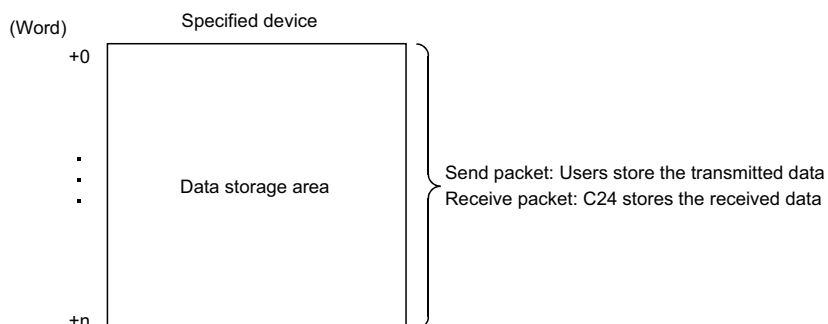 Specified device
(Word)
+0
Data storage area
Send packet: Users store the transmitted data
Receive packet: C24 stores the received data
+n